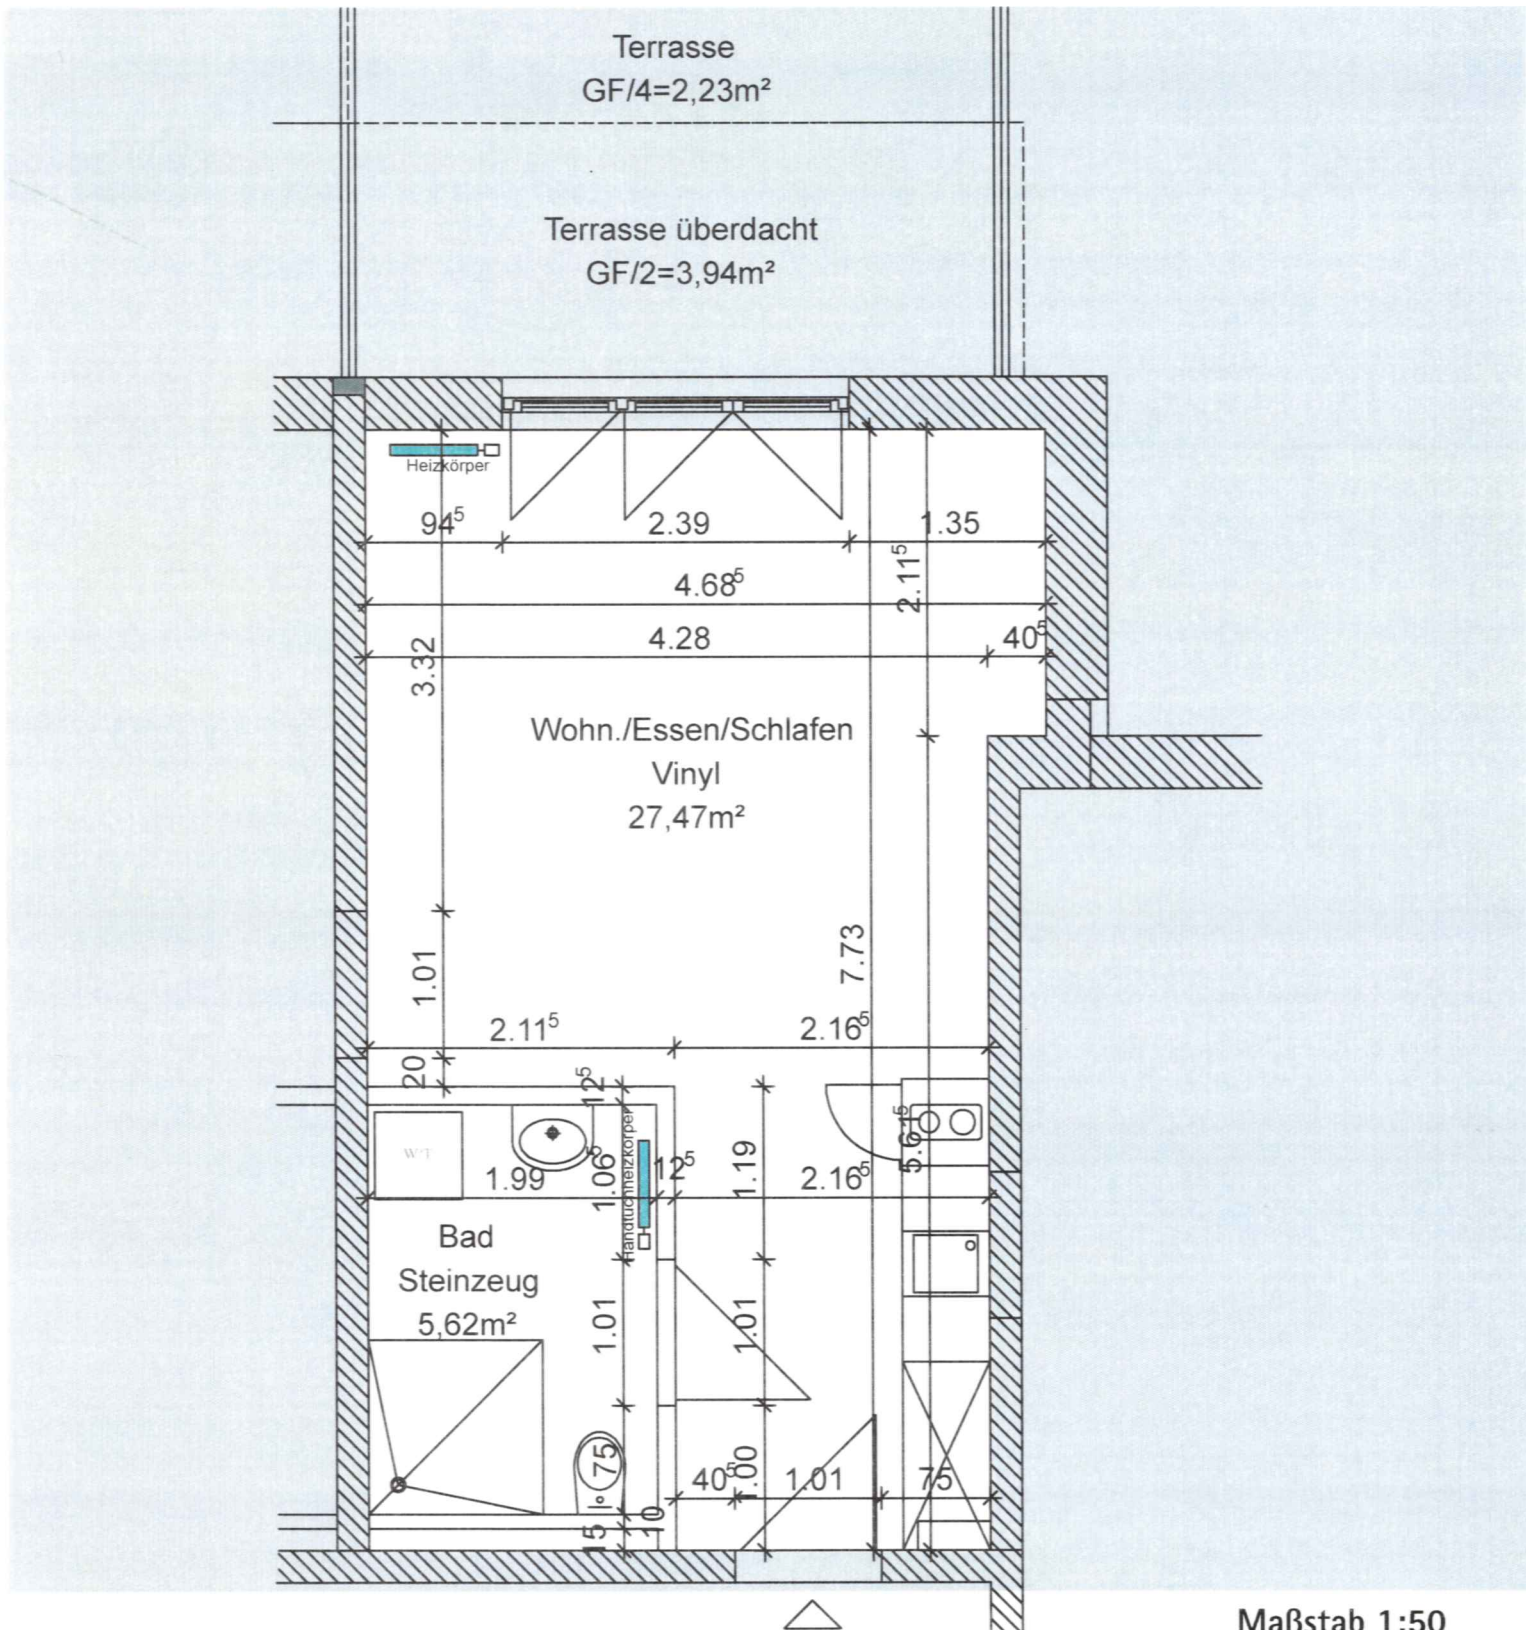 Terrasse
GF/4=2,23m²
Terrasse überdacht
GF/2=3,94m²
Heizkörper
94⁵ 2.39 1.35
2.11⁵
4.68⁵
4.28 40⁵
3.32
Wohn./Essen/Schlafen
Vinyl
27,47m²
7.73
1.01
2.11⁵ 2.16⁵
20
12⁵
Handtuchheizkörper
5.61⁵
WT
1.99 1.06⁵ 12⁵ 1.19 2.16⁵
Bad
Steinzeug
5,62m²
1.01 1.01
75 40⁵ 1.00 1.01 75
15 10
Maßstab 1:50